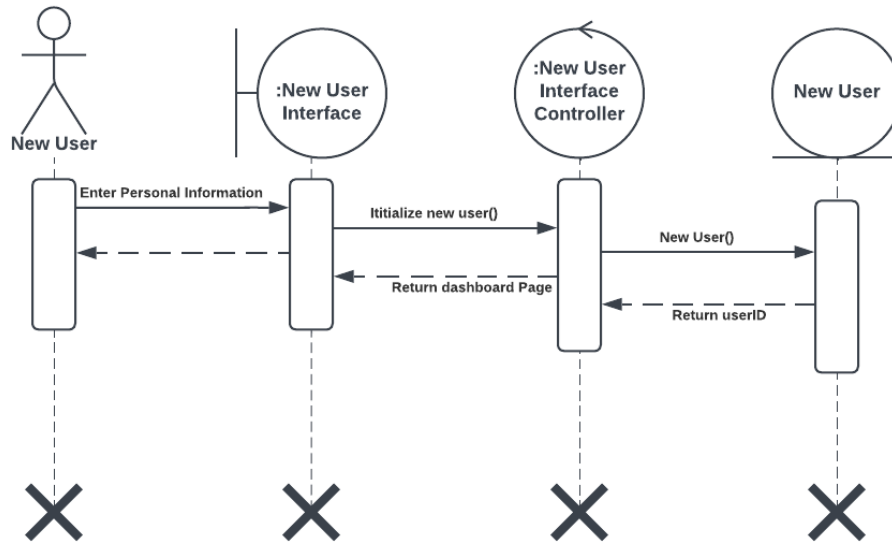 :New User
Interface
:New User
Interface
Controller
New User
New User
Enter Personal Information
Ititialize new user()
New User()
Return dashboard Page
Return userID